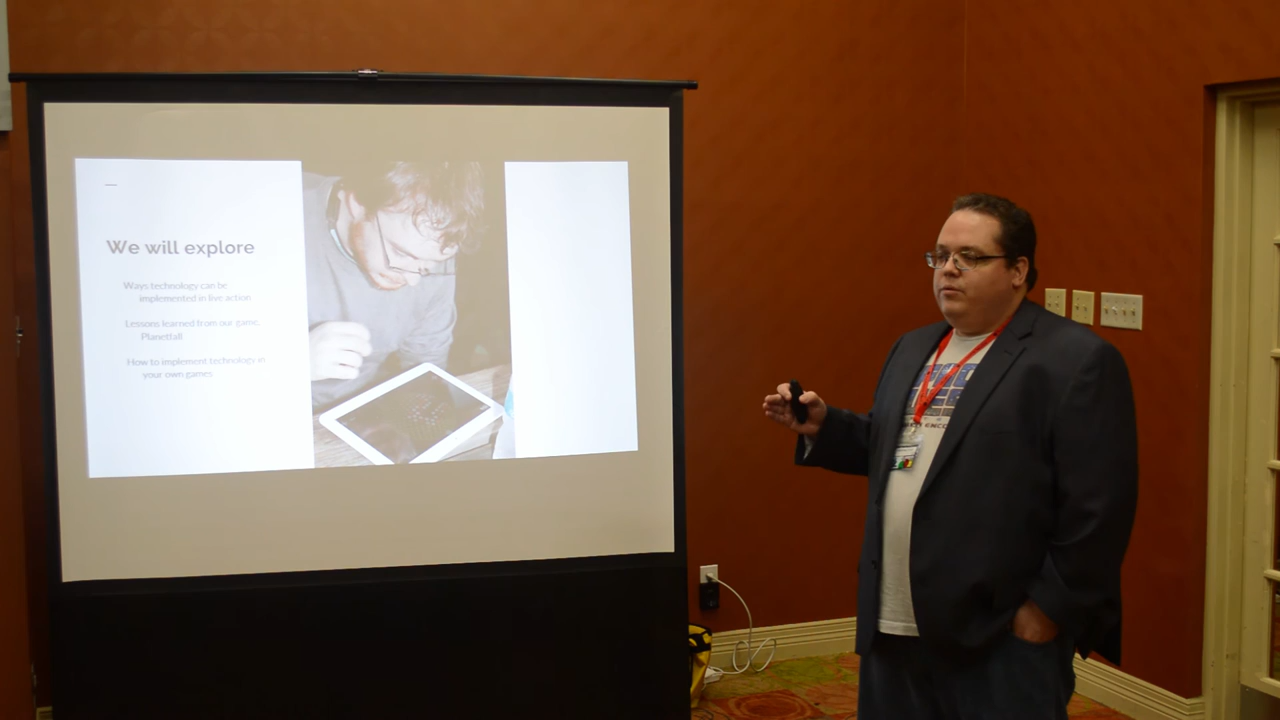 We will explore
Ways technology can be
implemented in live action
Lessons learned from our game,
Planetfall
How to implement technology in
your own games